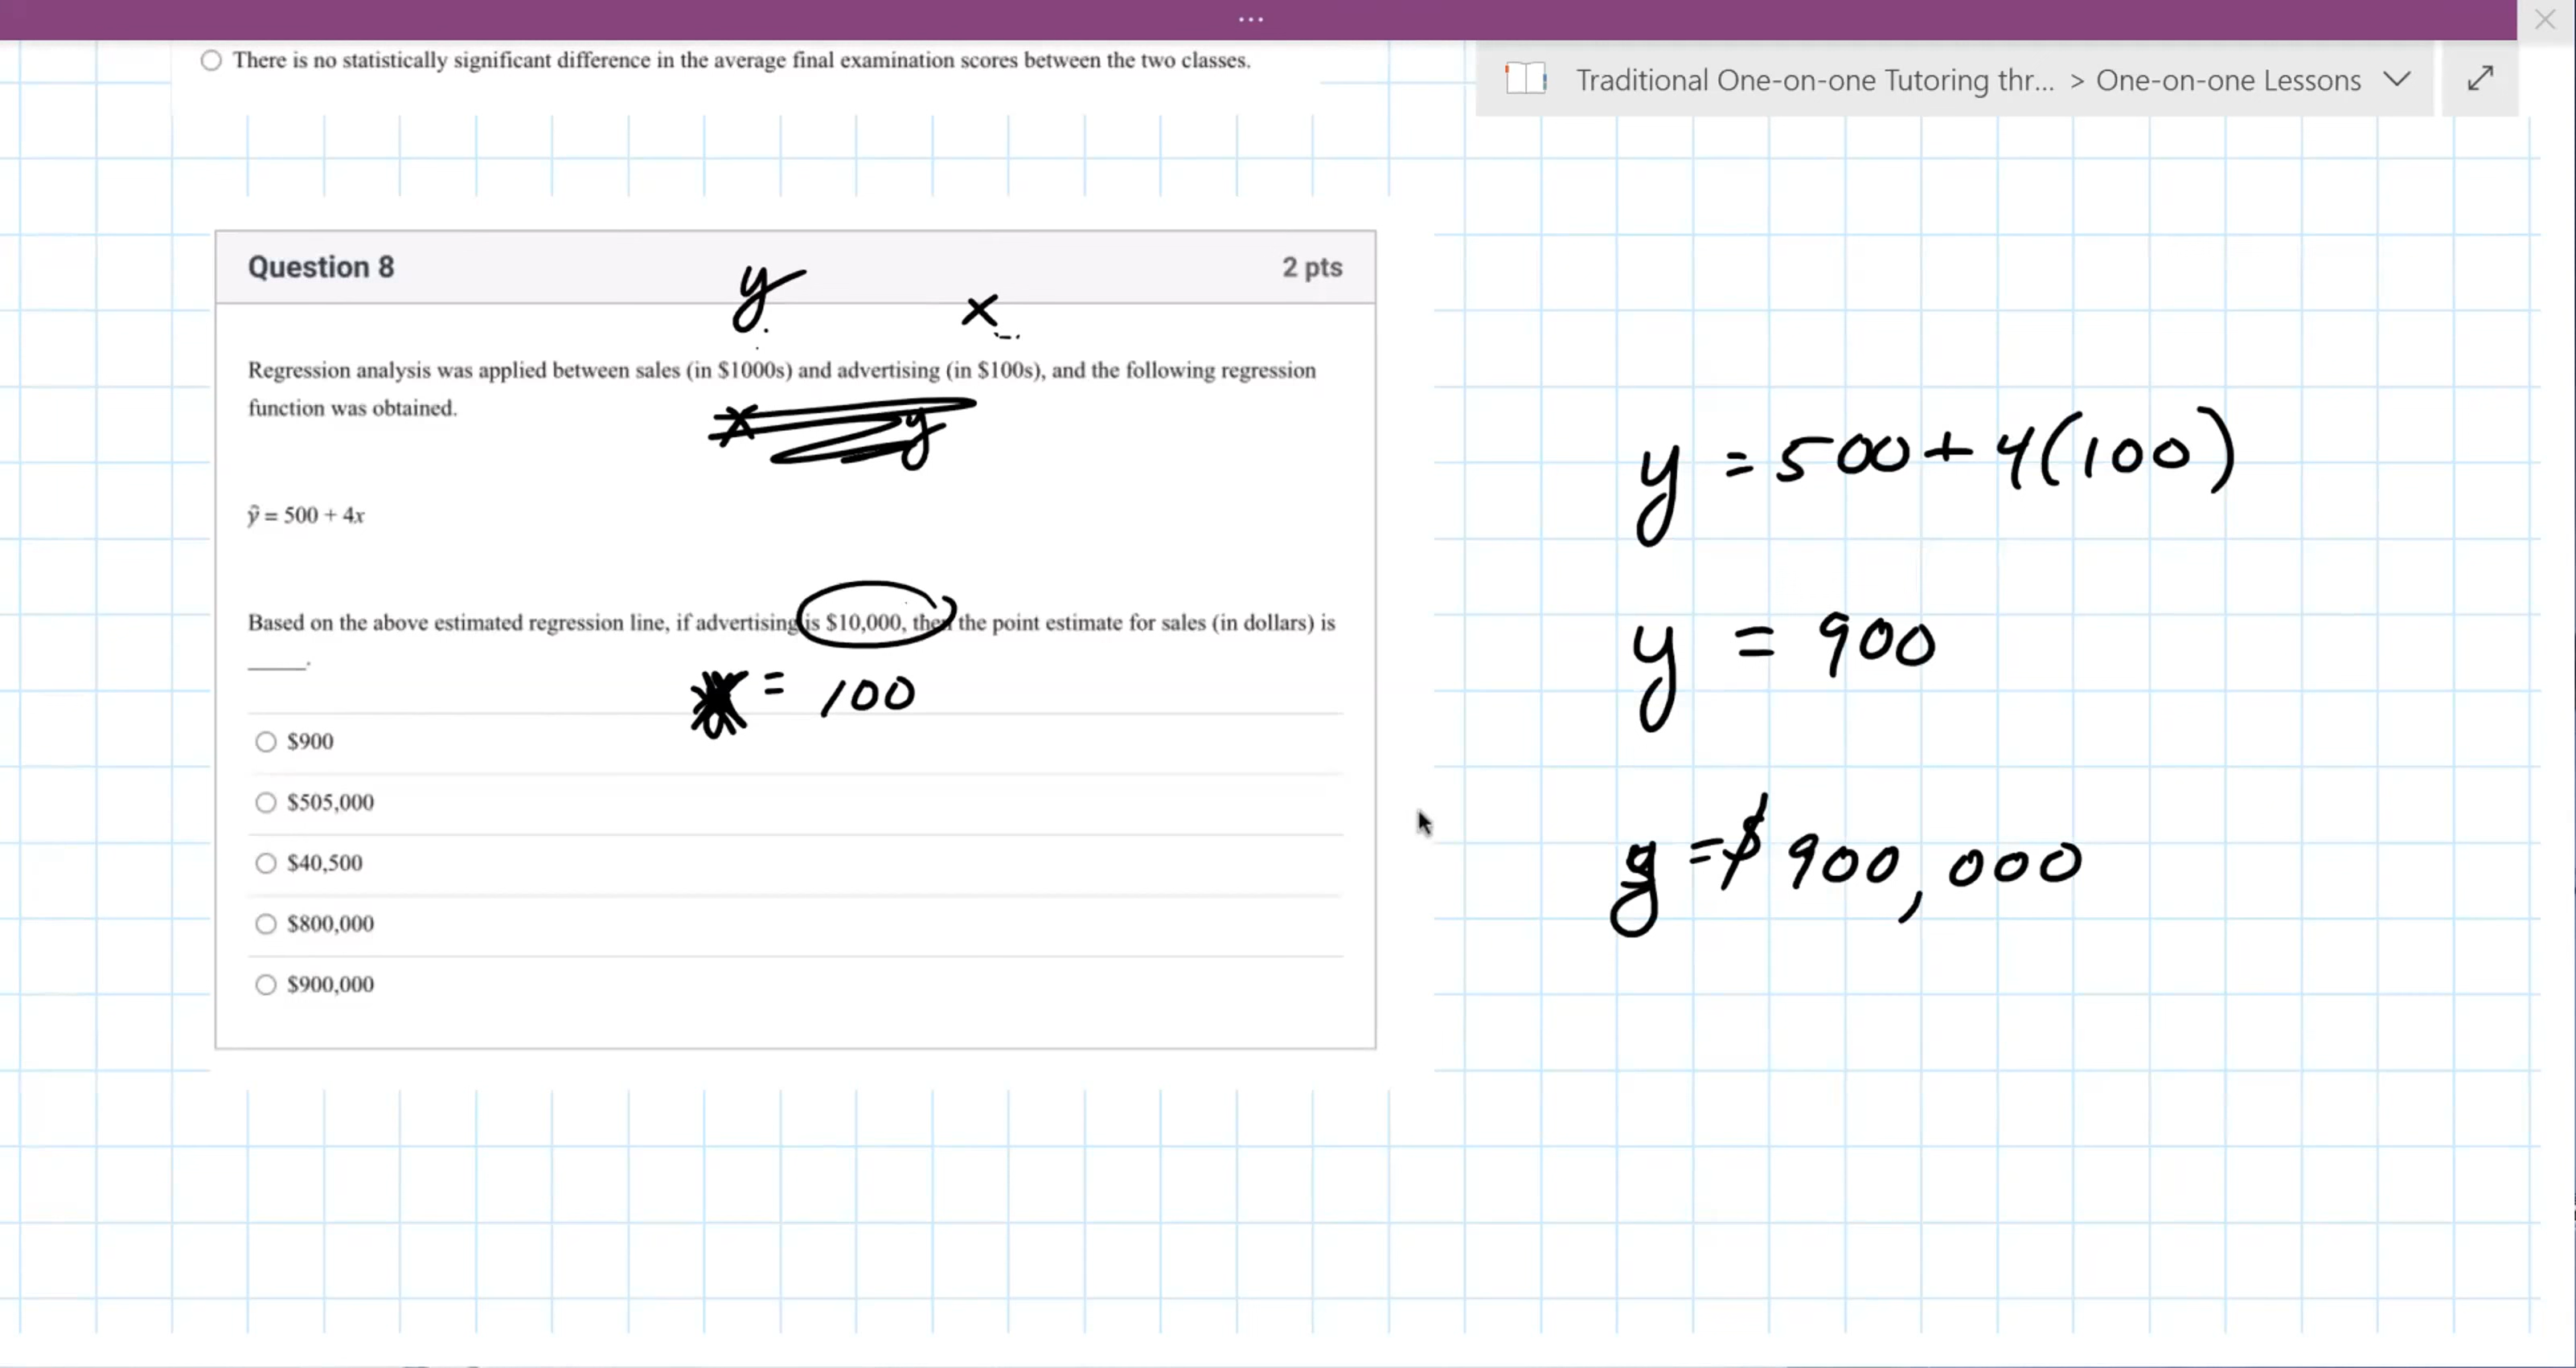 ...
There is no statistically significant difference in the average final examination scores between the two classes.
Traditional One-on-one Tutoring thr... > One-on-one Lessons
Question 8
2 pts
y
x
Regression analysis was applied between sales (in $1000s) and advertising (in $100s), and the following regression
function was obtained.
x y
ŷ = 500 + 4x
Based on the above estimated regression line, if advertising is $10,000, then the point estimate for sales (in dollars) is
_____.
x = 100
$900
$505,000
$40,500
$800,000
$900,000
y = 500 + 4(100)
y = 900
y = $900,000